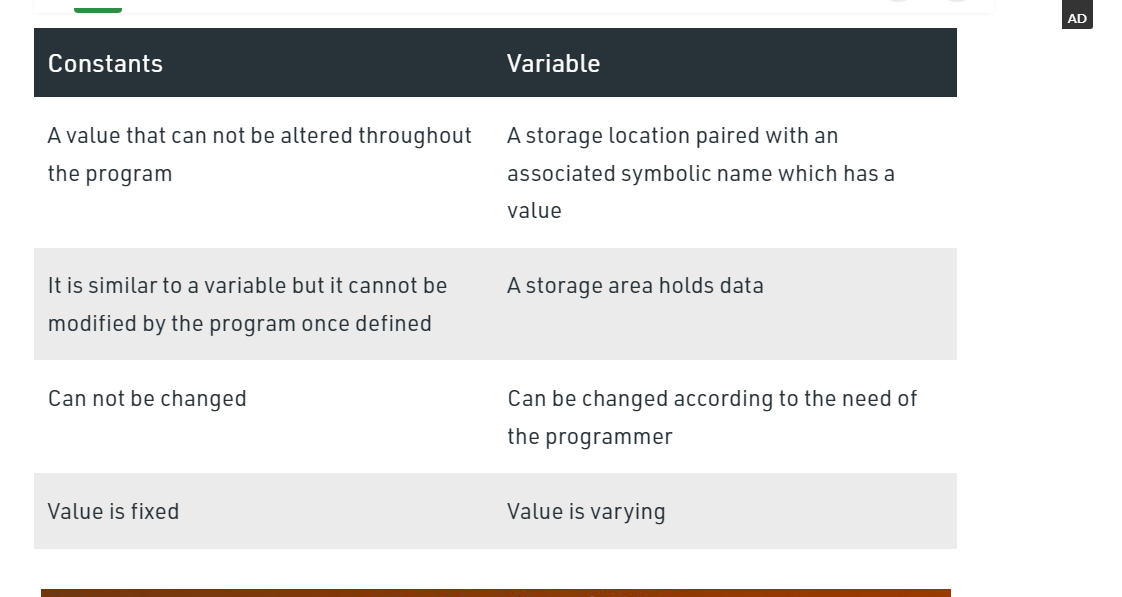 AD
Constants Variable
A value that can not be altered throughout
the program
A storage location paired with an
associated symbolic name which has a
value
It is similar to a variable but it cannot be
modified by the program once defined
A storage area holds data
Can not be changed
Can be changed according to the need of
the programmer
Value is fixed
Value is varying